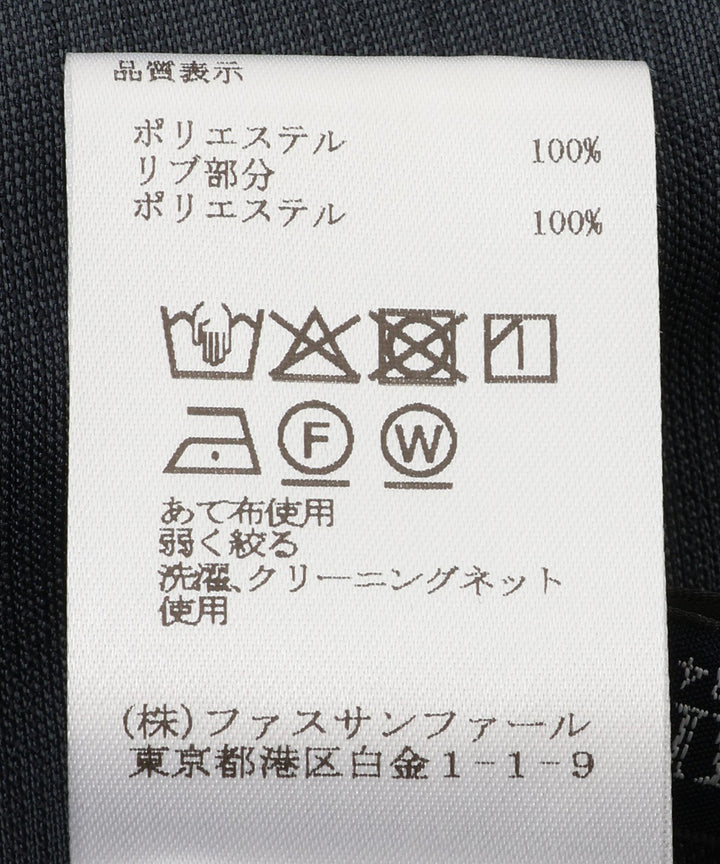 品質表示
ポリエステル 100%
リブ部分
ポリエステル 100%
F W
あて布使用
弱く絞る
洗濯、クリーニングネット
使用
(株)ファスサンファール
東京都港区白金1-1-9